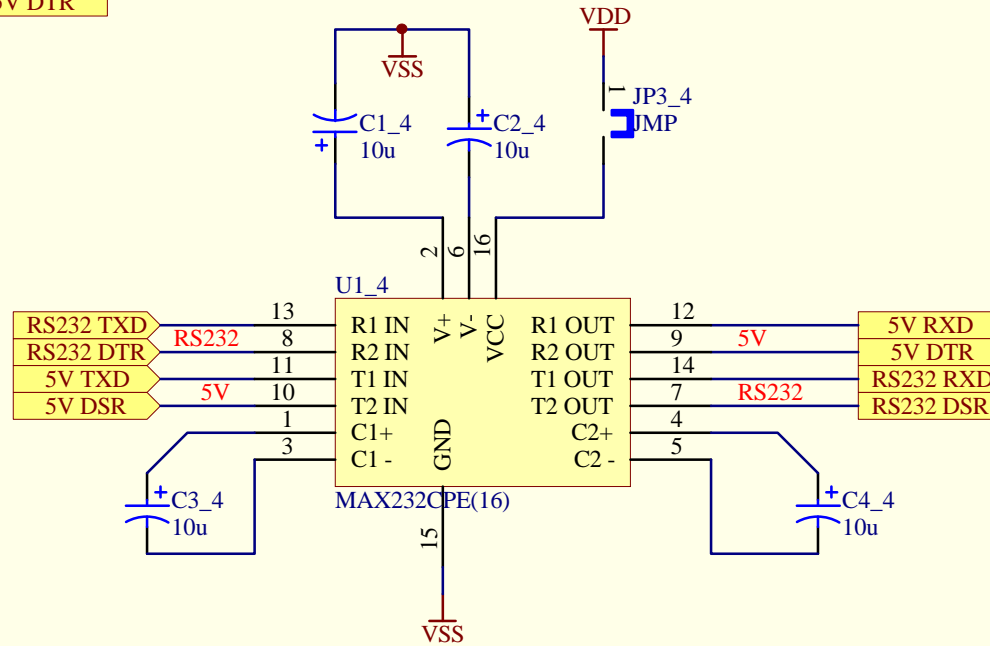 5V DTR
VDD
VSS
1
JP3_4
JMP
C1_4
10u
C2_4
10u
2
6
16
U1_4
RS232 TXD
RS232
13
R1 IN
V+
V-
VCC
R1 OUT
12
5V
5V RXD
RS232 DTR
8
R2 IN
R2 OUT
9
5V DTR
5V TXD
5V
11
T1 IN
T1 OUT
14
RS232
RS232 RXD
5V DSR
10
T2 IN
T2 OUT
7
RS232 DSR
1
C1+
GND
C2+
4
3
C1 -
C2 -
5
MAX232CPE(16)
C3_4
10u
15
C4_4
10u
VSS